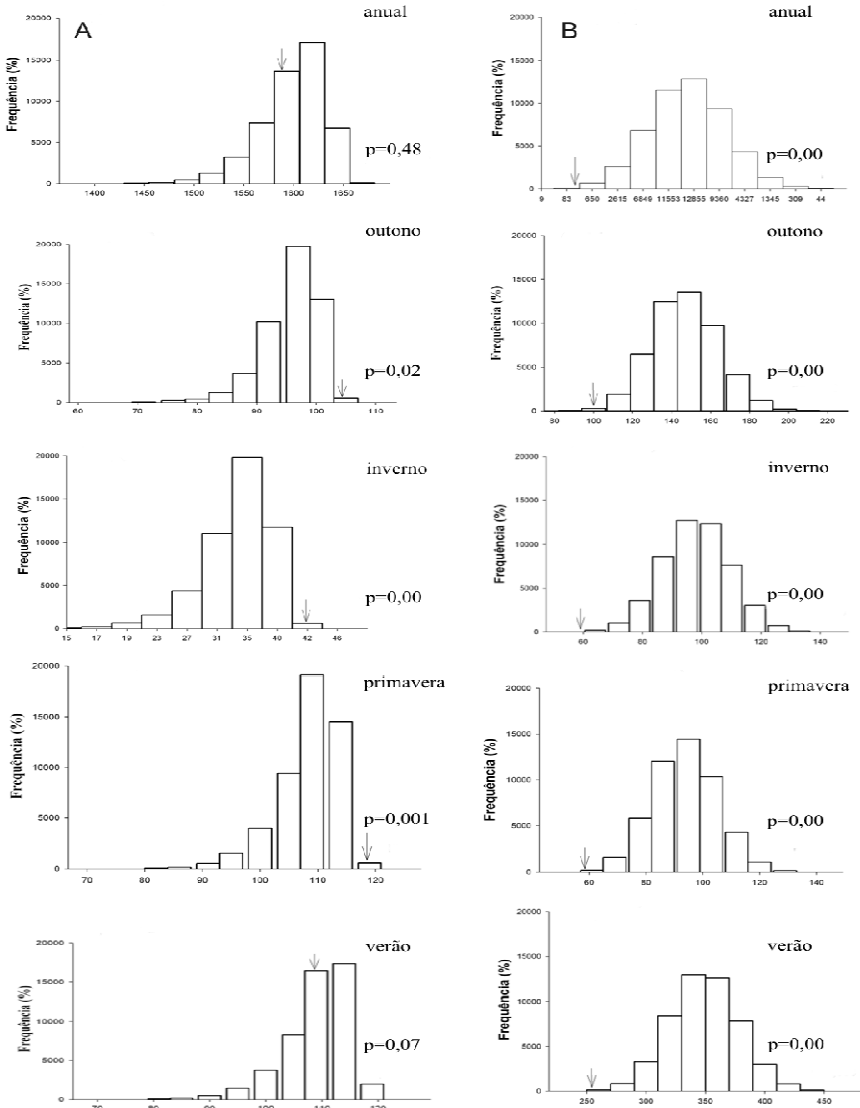 A
anual
Frequência (%)
20000
15000
10000
5000
0
p=0,48
1400 1450 1500 1550 1600 1650
B
anual
Frequência (%)
20000
15000
10000
5000
0
p=0,00
9 83 650 2615 6849 11553 12855 9360 4327 1345 309 44
outono
Frequência (%)
20000
15000
10000
5000
0
p=0,02
60 70 80 90 100 110
outono
Frequência (%)
20000
15000
10000
5000
0
p=0,00
80 100 120 140 160 180 200 220
inverno
Frequência (%)
20000
15000
10000
5000
0
p=0,00
15 17 19 23 27 31 35 40 42 46
inverno
Frequência (%)
20000
15000
10000
5000
0
p=0,00
60 80 100 120 140
primavera
Frequência (%)
20000
15000
10000
5000
0
p=0,001
70 80 90 100 110 120
primavera
Frequência (%)
20000
15000
10000
5000
0
p=0,00
60 80 100 120 140
verão
Frequência (%)
20000
15000
10000
5000
0
p=0,07
70 80 90 100 110 120
verão
Frequência (%)
20000
15000
10000
5000
0
p=0,00
250 300 350 400 450